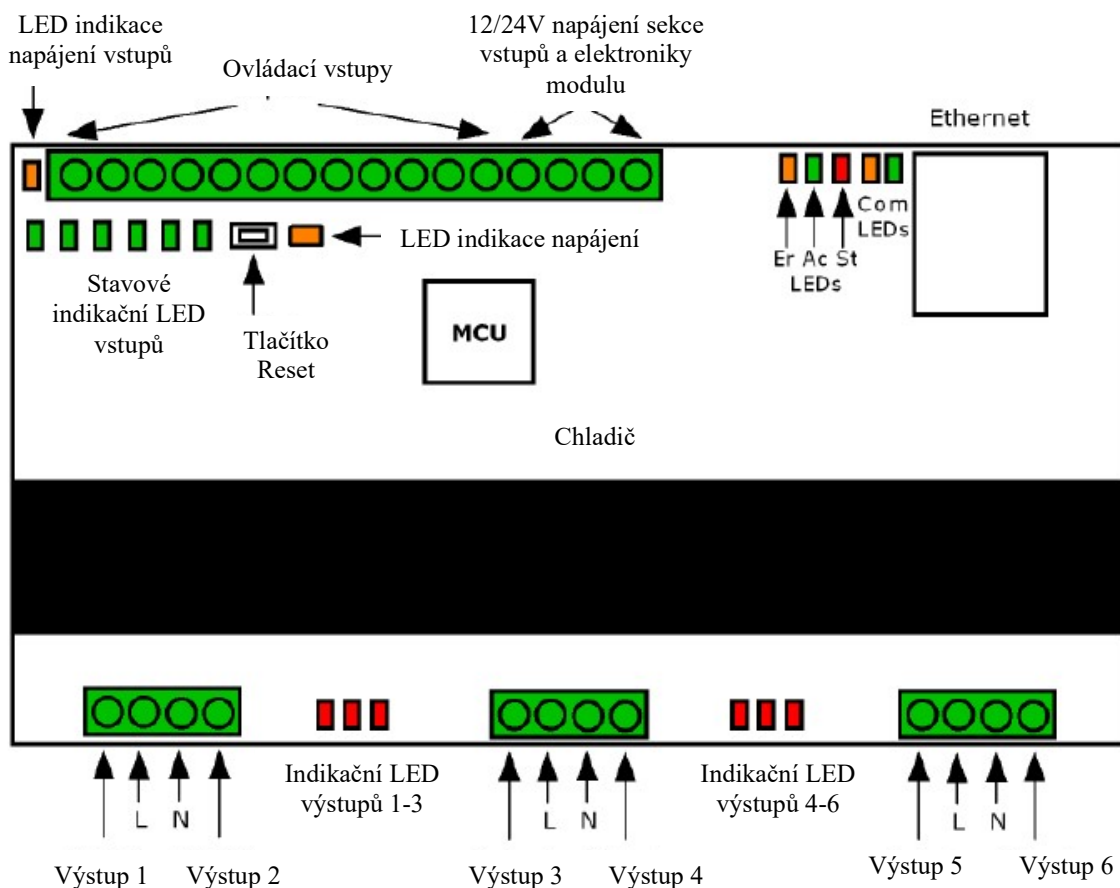 LED indikace
napájení vstupů
Ovládací vstupy
12/24V napájení sekce
vstupů a elektroniky
modulu
Ethernet
Com
LEDs
Er Ac St
LEDs
LED indikace napájení
Stavové
indikační LED
vstupů
Tlačítko
Reset
MCU
Chladič
L N
Výstup 1 Výstup 2
Indikační LED
výstupů 1-3
L N
Výstup 3 Výstup 4
Indikační LED
výstupů 4-6
L N
Výstup 5 Výstup 6